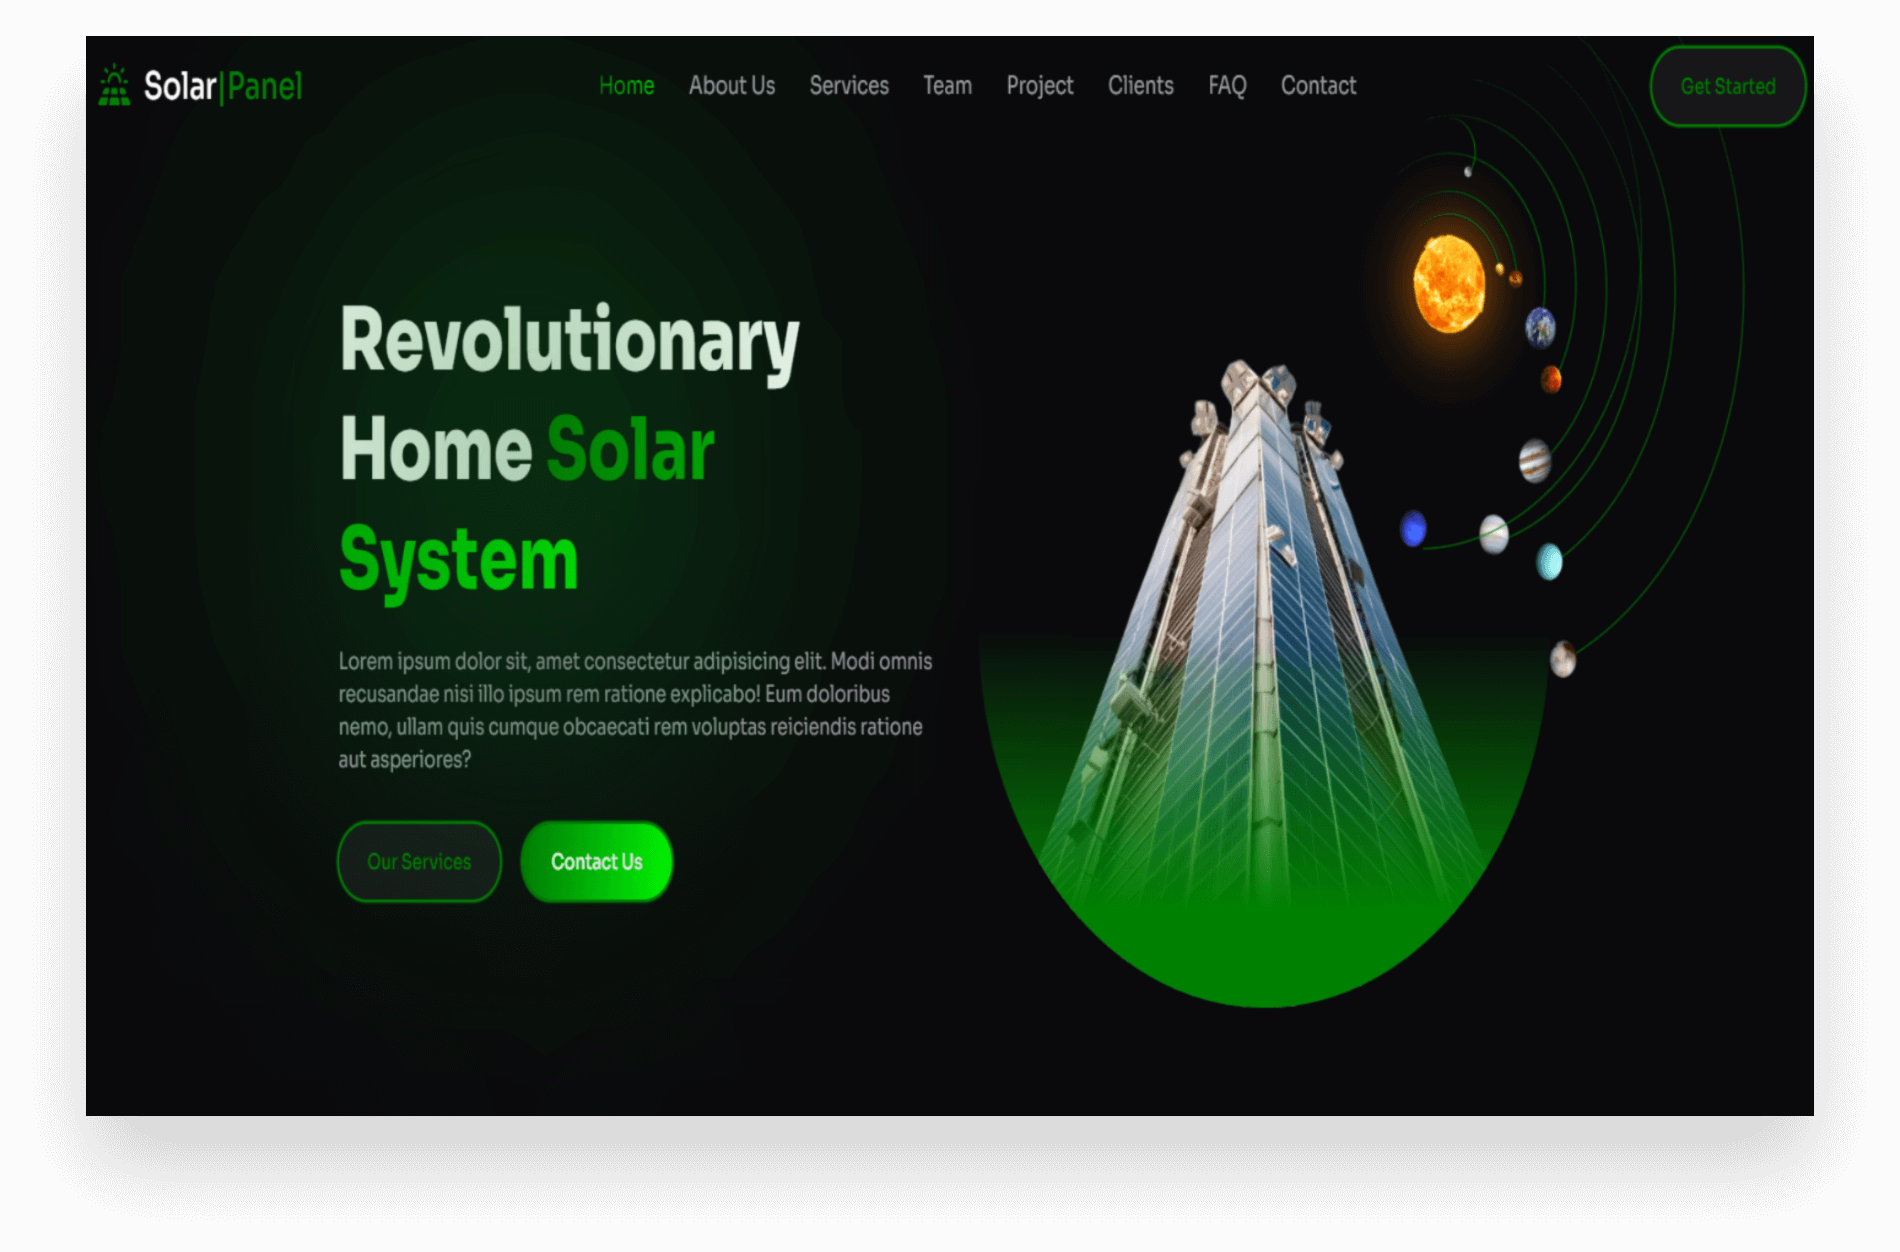 Solar|Panel
Home About Us Services Team Project Clients FAQ Contact
Get Started
Revolutionary
Home Solar
System
Lorem ipsum dolor sit, amet consectetur adipisicing elit. Modi omnis
recusandae nisi illo ipsum rem ratione explicabo! Eum doloribus
nemo, ullam quis cumque obcaecati rem voluptas reiciendis ratione
aut asperiores?
Our Services
Contact Us